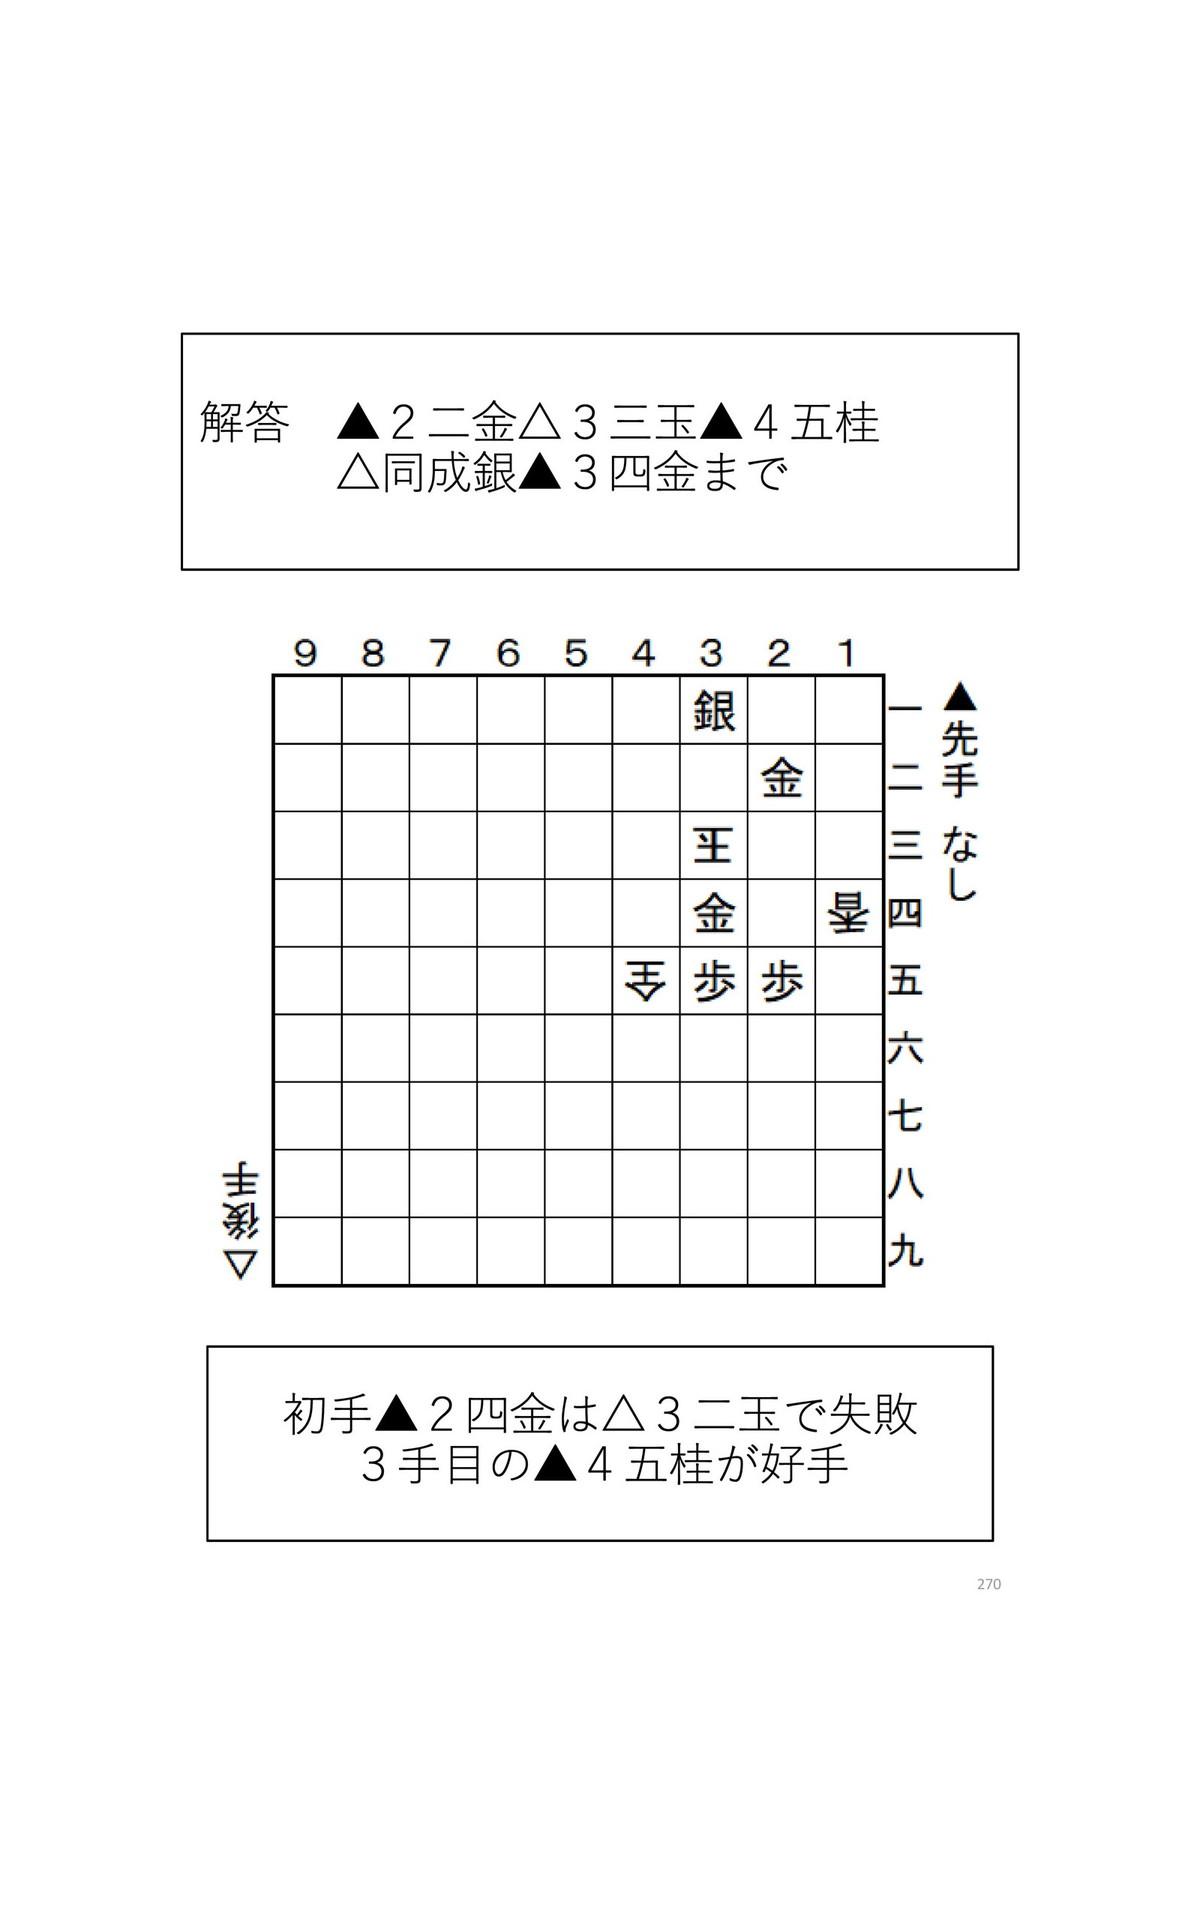 解答　▲２二金△３三玉▲４五桂
△同成銀▲３四金まで
９ ８ ７ ６ ５ ４ ３ ２ １
銀 一
金 二
王 三
金 香 四
全 歩 歩 五
六
七
八
九
▲先手 なし
△後手
初手▲２四金は△３二玉で失敗
３手目の▲４五桂が好手
270